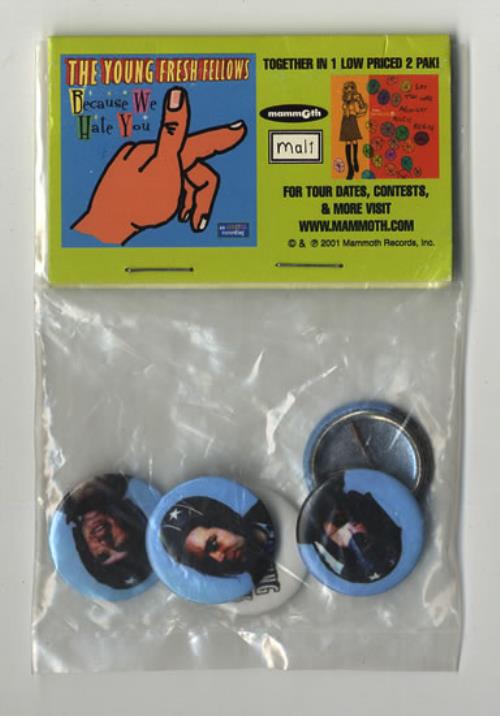 THE YOUNG FRESH FELLOWS
Because We
Hate You
TOGETHER IN 1 LOW PRICED 2 PAK!
mammoth
malt
FOR TOUR DATES, CONTESTS,
& MORE VISIT
WWW.MAMMOTH.COM
© & ℗ 2001 Mammoth Records, Inc.